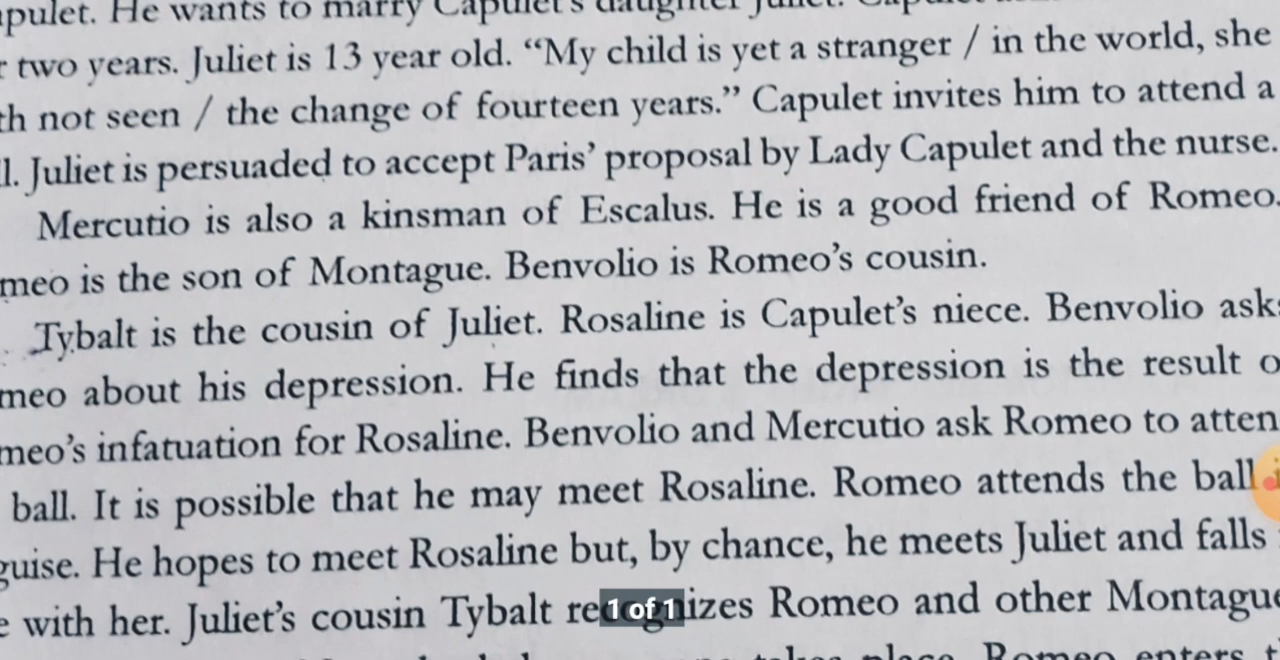 apulet. He wants to marry Capulet's daughter Juliet.
two years. Juliet is 13 year old. “My child is yet a stranger / in the world, she
th not seen / the change of fourteen years.” Capulet invites him to attend a
l. Juliet is persuaded to accept Paris’ proposal by Lady Capulet and the nurse.
Mercutio is also a kinsman of Escalus. He is a good friend of Romeo.
meo is the son of Montague. Benvolio is Romeo’s cousin.
Tybalt is the cousin of Juliet. Rosaline is Capulet’s niece. Benvolio ask
meo about his depression. He finds that the depression is the result o
meo’s infatuation for Rosaline. Benvolio and Mercutio ask Romeo to atten
ball. It is possible that he may meet Rosaline. Romeo attends the ball
guise. He hopes to meet Rosaline but, by chance, he meets Juliet and falls
e with her. Juliet’s cousin Tybalt recognizes Romeo and other Montague
1 of 1
takes place. Romeo enters